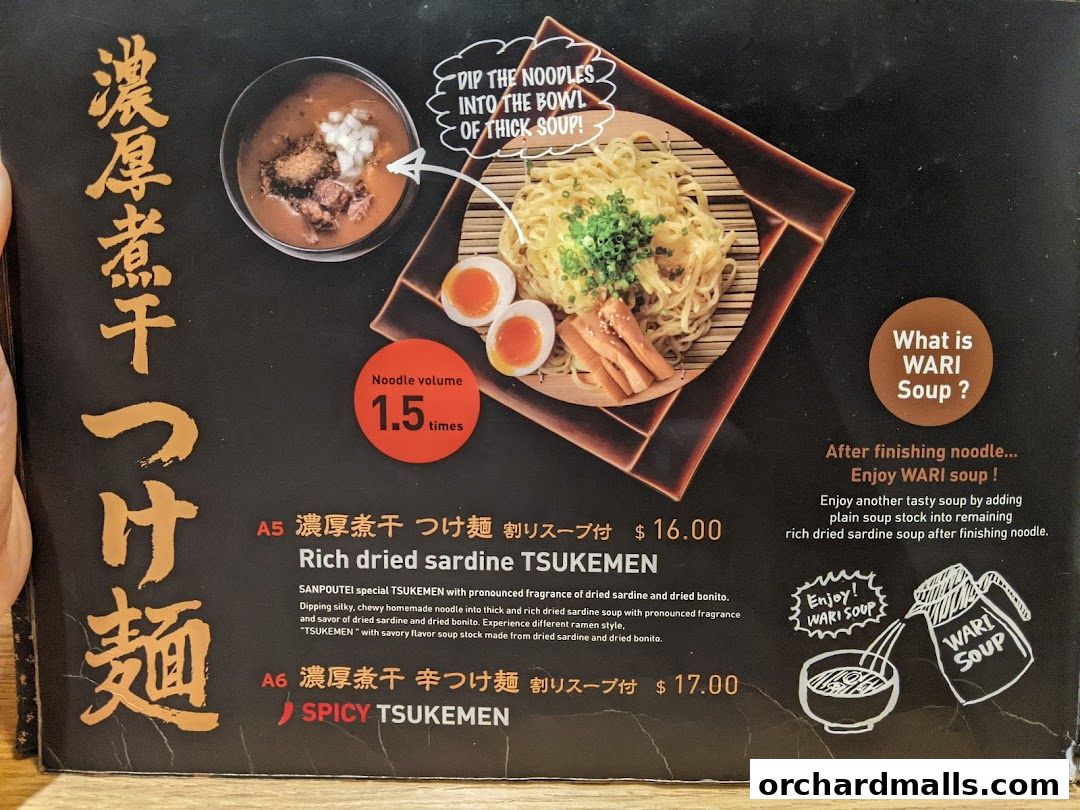 濃厚煮干 つけ麺
DIP THE NOODLES
INTO THE BOWL
OF THICK SOUP!
Noodle volume
1.5 times
What is
WARI
Soup ?
After finishing noodle...
Enjoy WARI soup !
Enjoy another tasty soup by adding
plain soup stock into remaining
rich dried sardine soup after finishing noodle.
A5 濃厚煮干 つけ麺 割りスープ付 $ 16.00
Rich dried sardine TSUKEMEN
SANPOUTEI special TSUKEMEN with pronounced fragrance of dried sardine and dried bonito.
Dipping silky, chewy homemade noodle into thick and rich dried sardine soup with pronounced fragrance
and savor of dried sardine and dried bonito. Experience different ramen style,
"TSUKEMEN " with savory flavor soup stock made from dried sardine and dried bonito.
A6 濃厚煮干 辛つけ麺 割りスープ付 $ 17.00
SPICY TSUKEMEN
Enjoy!
WARI SOUP
WARI
SOUP
orchardmalls.com